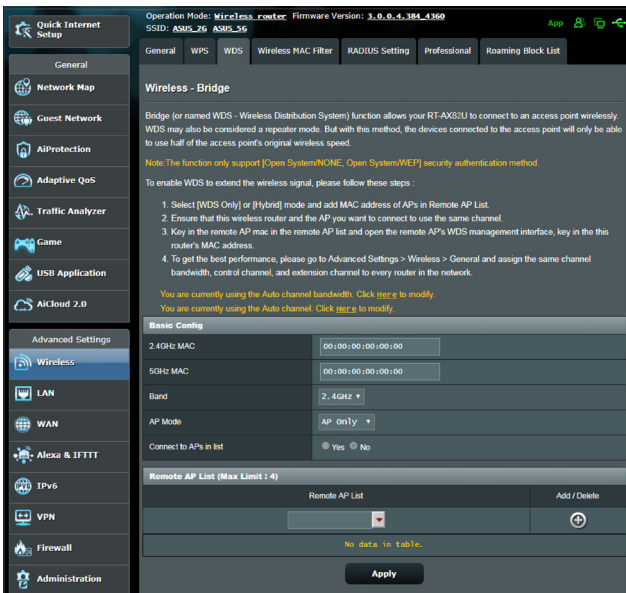 Quick Internet
Setup
Operation Mode: Wireless router Firmware Version: 3.0.0.4.384_4360
SSID: ASUS_2G ASUS_5G
App
General WPS WDS Wireless MAC Filter RADIUS Setting Professional Roaming Block List
General
Network Map
Guest Network
AiProtection
Adaptive QoS
Traffic Analyzer
Game
USB Application
AiCloud 2.0
Advanced Settings
Wireless
LAN
WAN
Alexa & IFTTT
IPv6
VPN
Firewall
Administration
Wireless - Bridge
Bridge (or named WDS - Wireless Distribution System) function allows your RT-AX82U to connect to an access point wirelessly.
WDS may also be considered a repeater mode. But with this method, the devices connected to the access point will only be able
to use half of the access point's original wireless speed.
Note:The function only support [Open System/NONE, Open System/WEP] security authentication method.
To enable WDS to extend the wireless signal, please follow these steps :
1. Select [WDS Only] or [Hybrid] mode and add MAC address of APs in Remote AP List.
2. Ensure that this wireless router and the AP you want to connect to use the same channel.
3. Key in the remote AP mac in the remote AP list and open the remote AP's WDS management interface, key in the this
router's MAC address.
4. To get the best performance, please go to Advanced Settings > Wireless > General and assign the same channel
bandwidth, control channel, and extension channel to every router in the network.
You are currently using the Auto channel bandwidth. Click Here to modify.
You are currently using the Auto channel. Click Here to modify.
Basic Config
2.4GHz MAC 00:00:00:00:00:00
5GHz MAC 00:00:00:00:00:00
Band 2.4GHz
AP Mode AP Only
Connect to APs in list Yes No
Remote AP List (Max Limit : 4)
Remote AP List Add / Delete
No data in table.
Apply